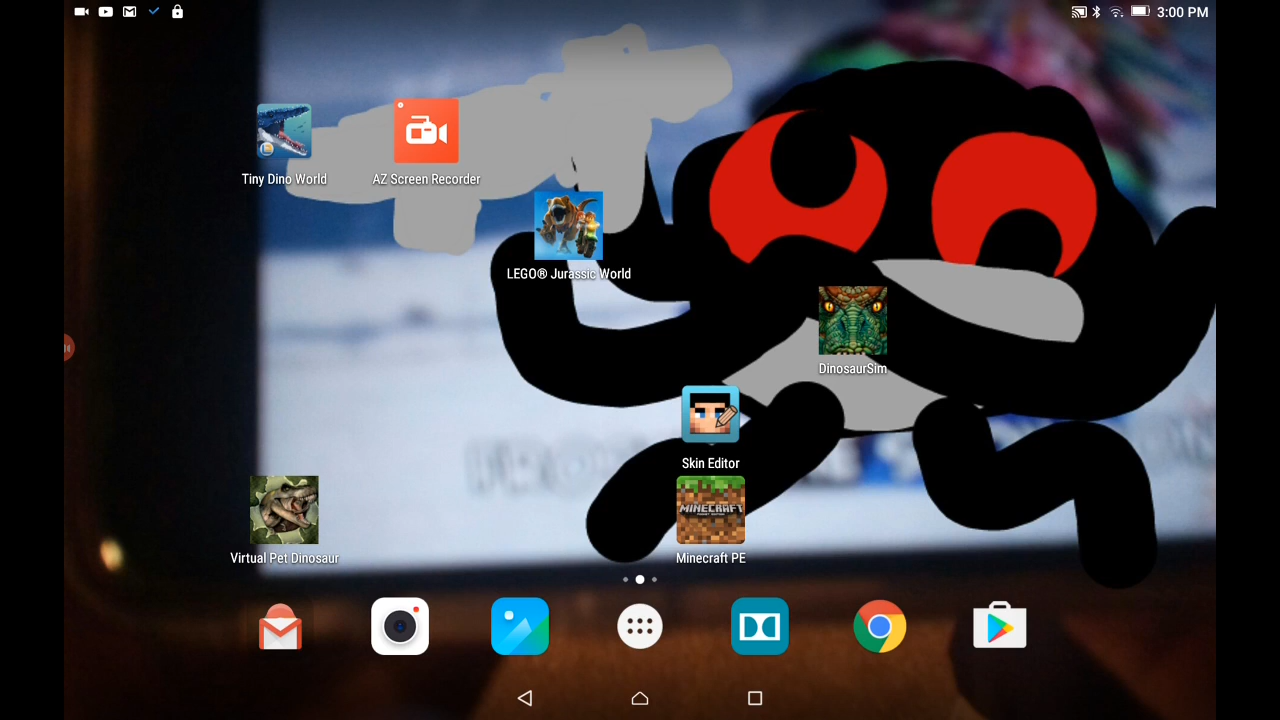 3:00 PM
Tiny Dino World
AZ Screen Recorder
LEGO® Jurassic World
DinosaurSim
Skin Editor
MINECRAFT
Virtual Pet Dinosaur
Minecraft PE